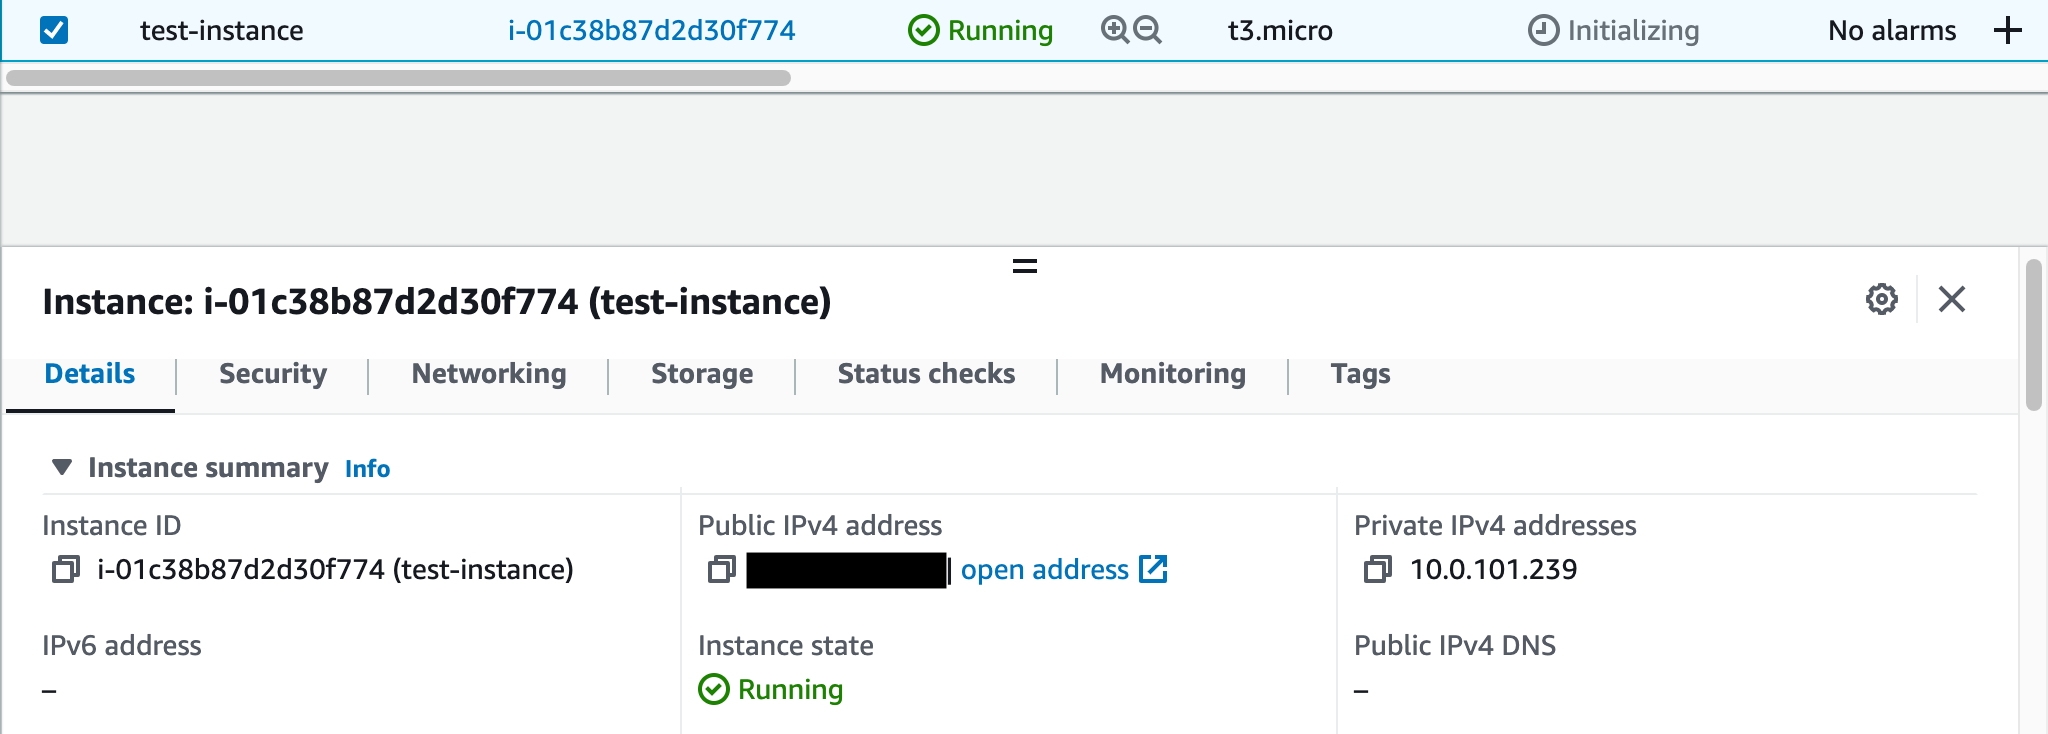 test-instance i-01c38b87d2d30f774 Running t3.micro Initializing No alarms
Instance: i-01c38b87d2d30f774 (test-instance)
Details Security Networking Storage Status checks Monitoring Tags
Instance summary Info
Instance ID
i-01c38b87d2d30f774 (test-instance)
Public IPv4 address
open address
Private IPv4 addresses
10.0.101.239
IPv6 address
–
Instance state
Running
Public IPv4 DNS
–